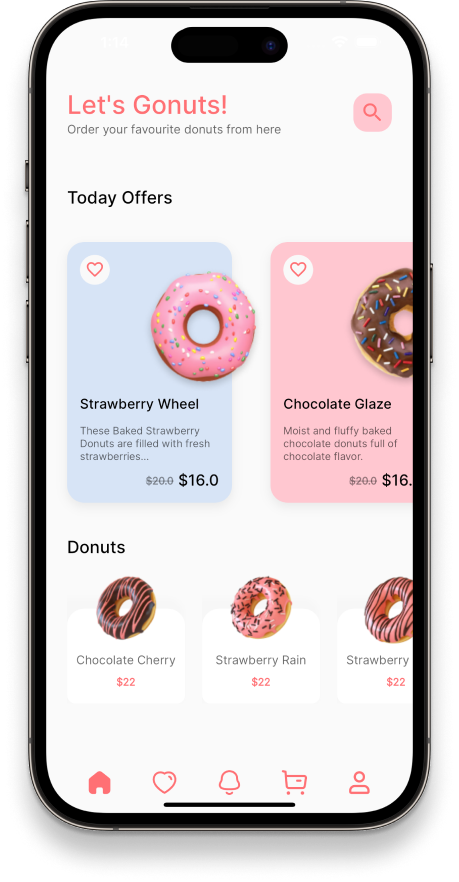 1:14
Let's Gonuts!
Order your favourite donuts from here
Today Offers
Strawberry Wheel
These Baked Strawberry
Donuts are filled with fresh
strawberries...
$20.0 $16.0
Chocolate Glaze
Moist and fluffy baked
chocolate donuts full of
chocolate flavor.
$20.0 $16.
Donuts
Chocolate Cherry
$22
Strawberry Rain
$22
Strawberry
$22